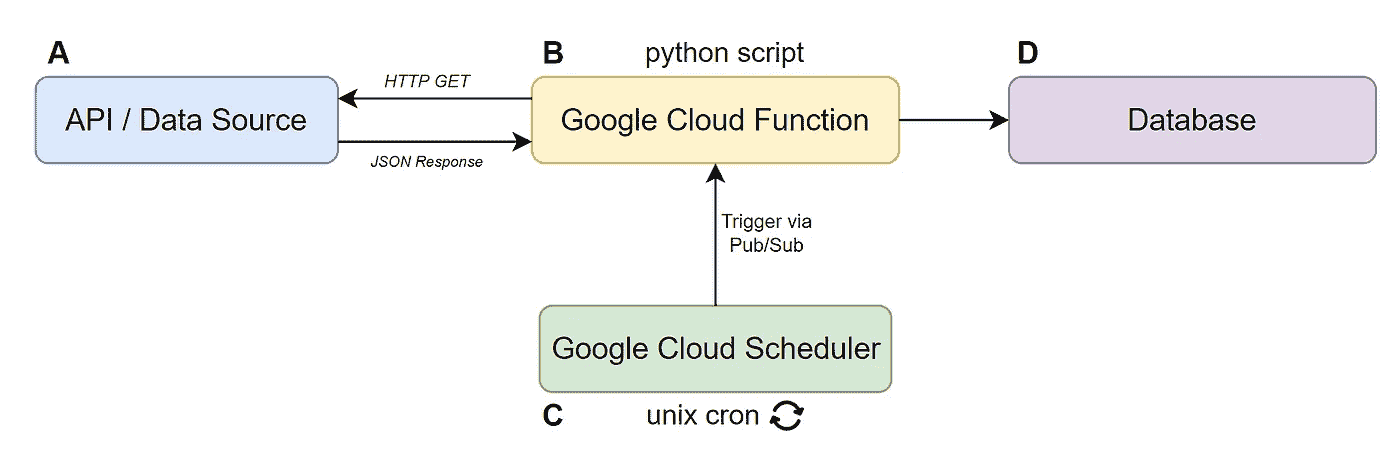 A
B
python script
D
HTTP GET
API / Data Source
Google Cloud Function
Database
JSON Response
Trigger via
Pub/Sub
Google Cloud Scheduler
C
unix cron